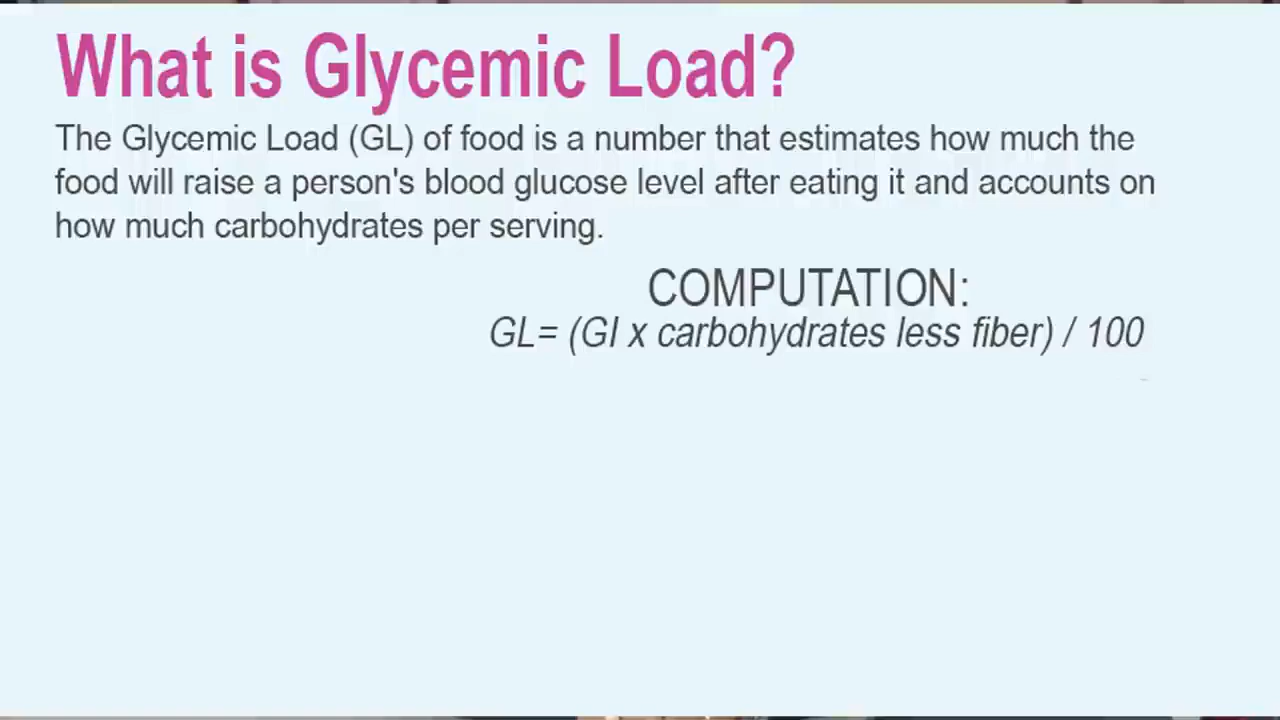 What is Glycemic Load?
The Glycemic Load (GL) of food is a number that estimates how much the
food will raise a person's blood glucose level after eating it and accounts on
how much carbohydrates per serving.
COMPUTATION:
GL= (GI x carbohydrates less fiber) / 100